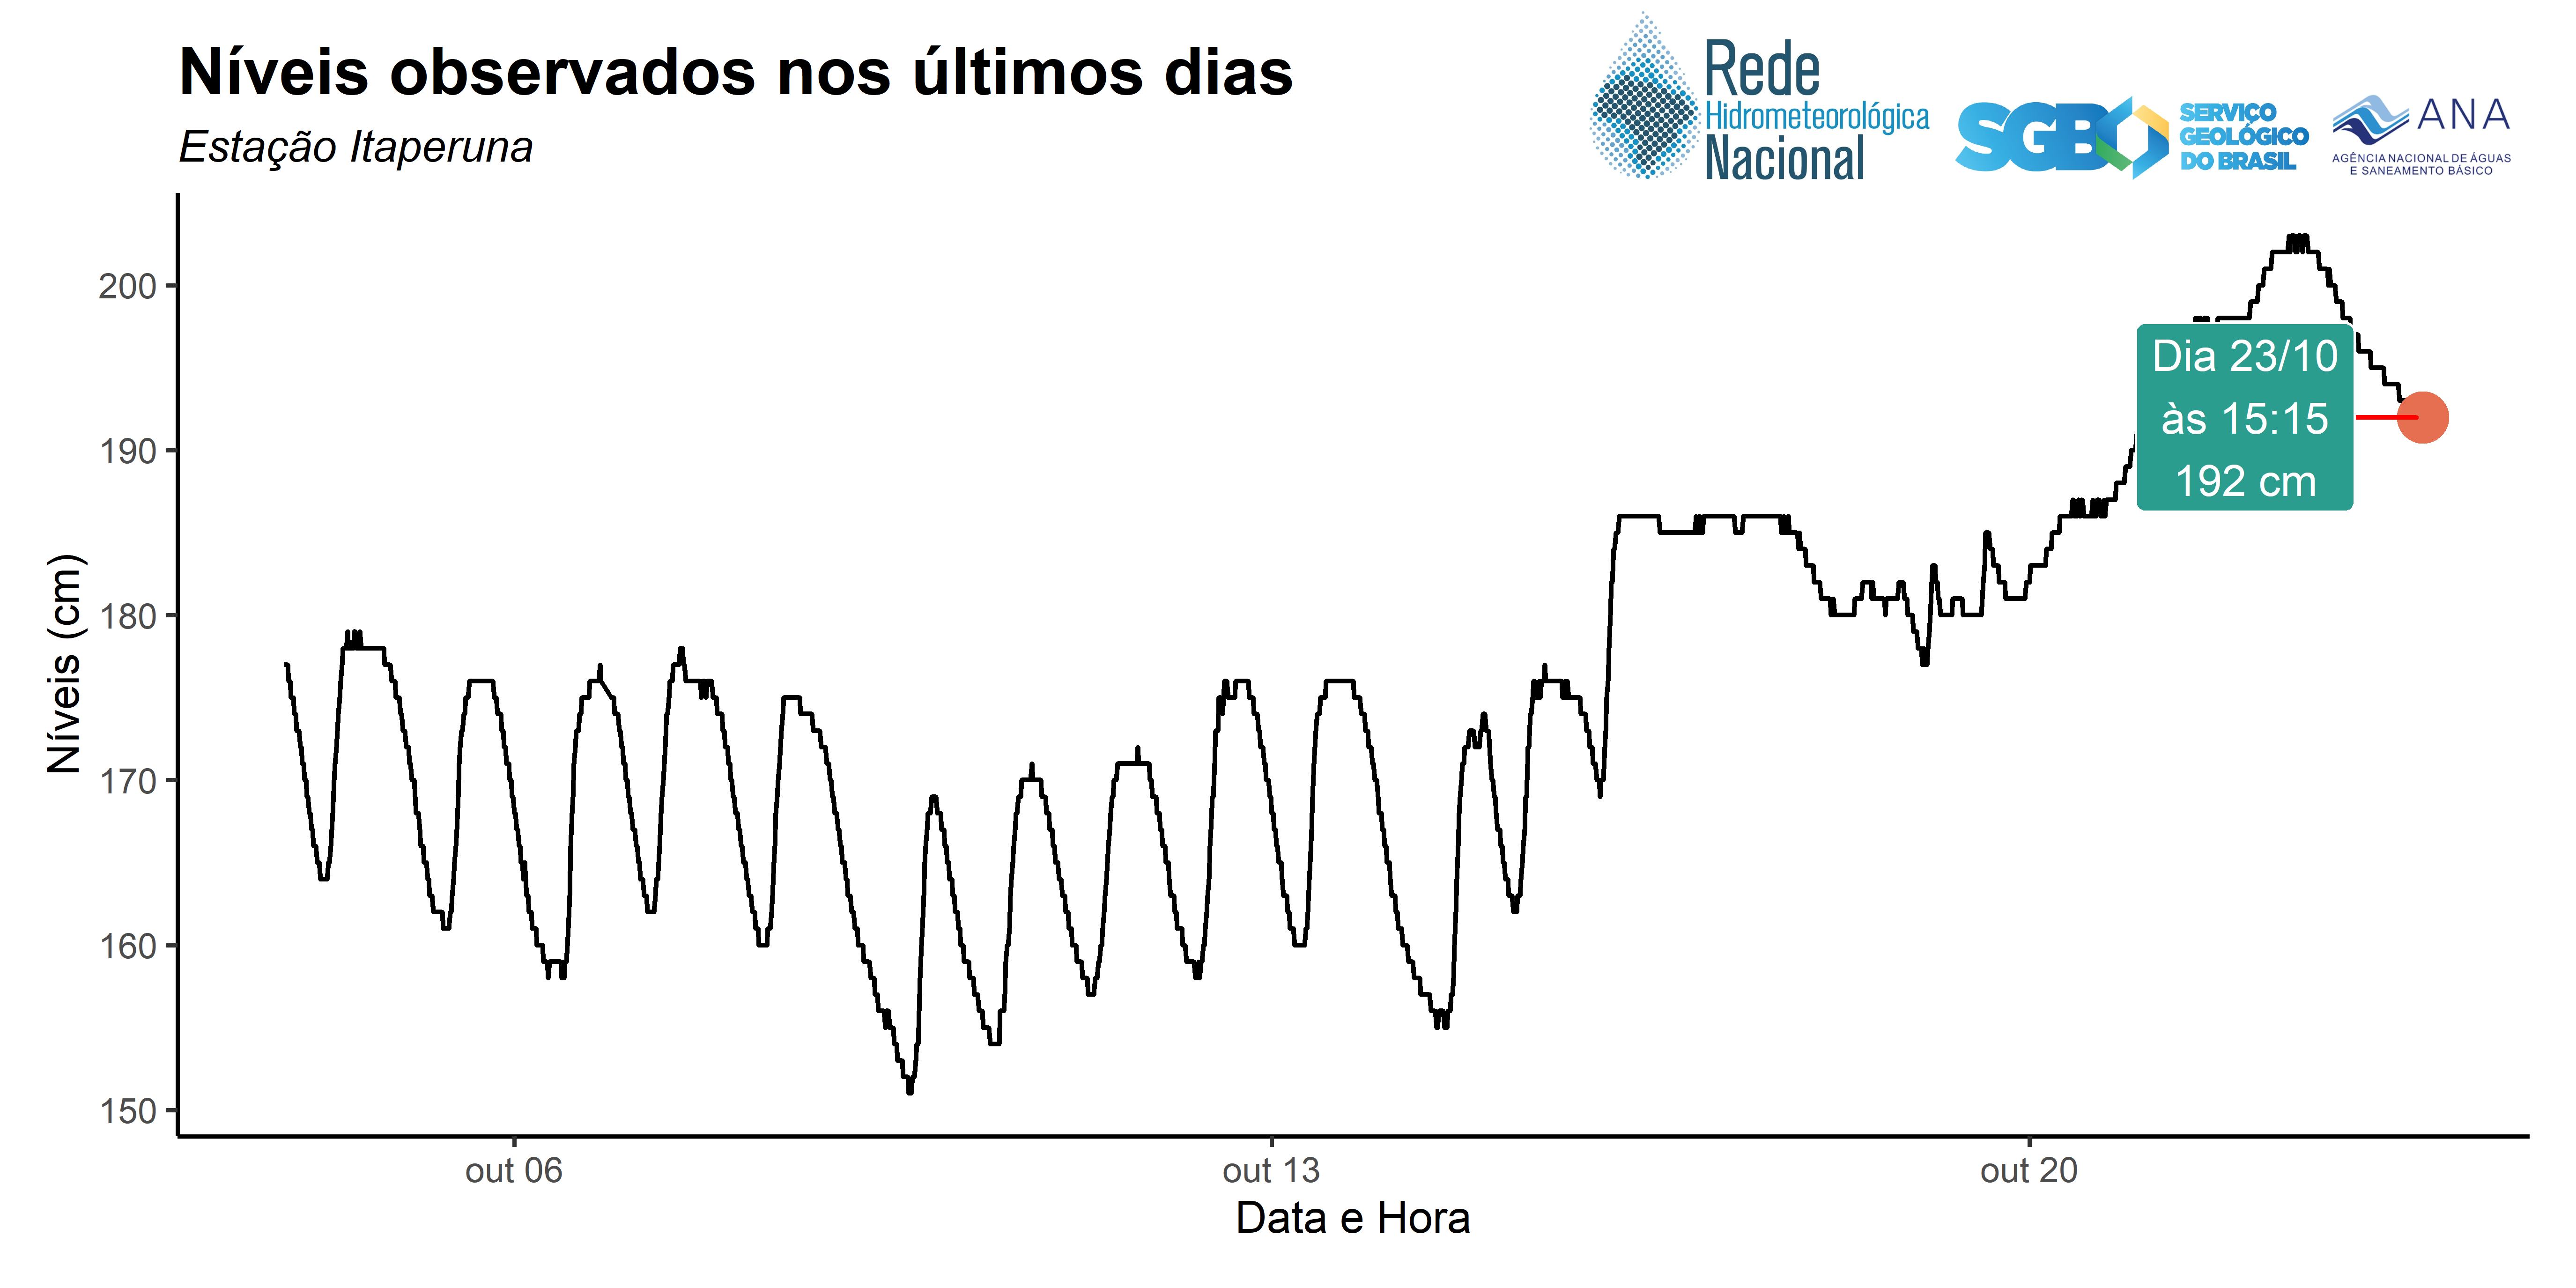 Níveis observados nos últimos dias
Estação Itaperuna
Rede
Hidrometeorológica
Nacional
SGB
SERVIÇO
GEOLÓGICO
DO BRASIL
ANA
AGÊNCIA NACIONAL DE ÁGUAS
E SANEAMENTO BÁSICO
Níveis (cm)
200
190
180
170
160
150
Dia 23/10
às 15:15
192 cm
out 06
out 13
out 20
Data e Hora